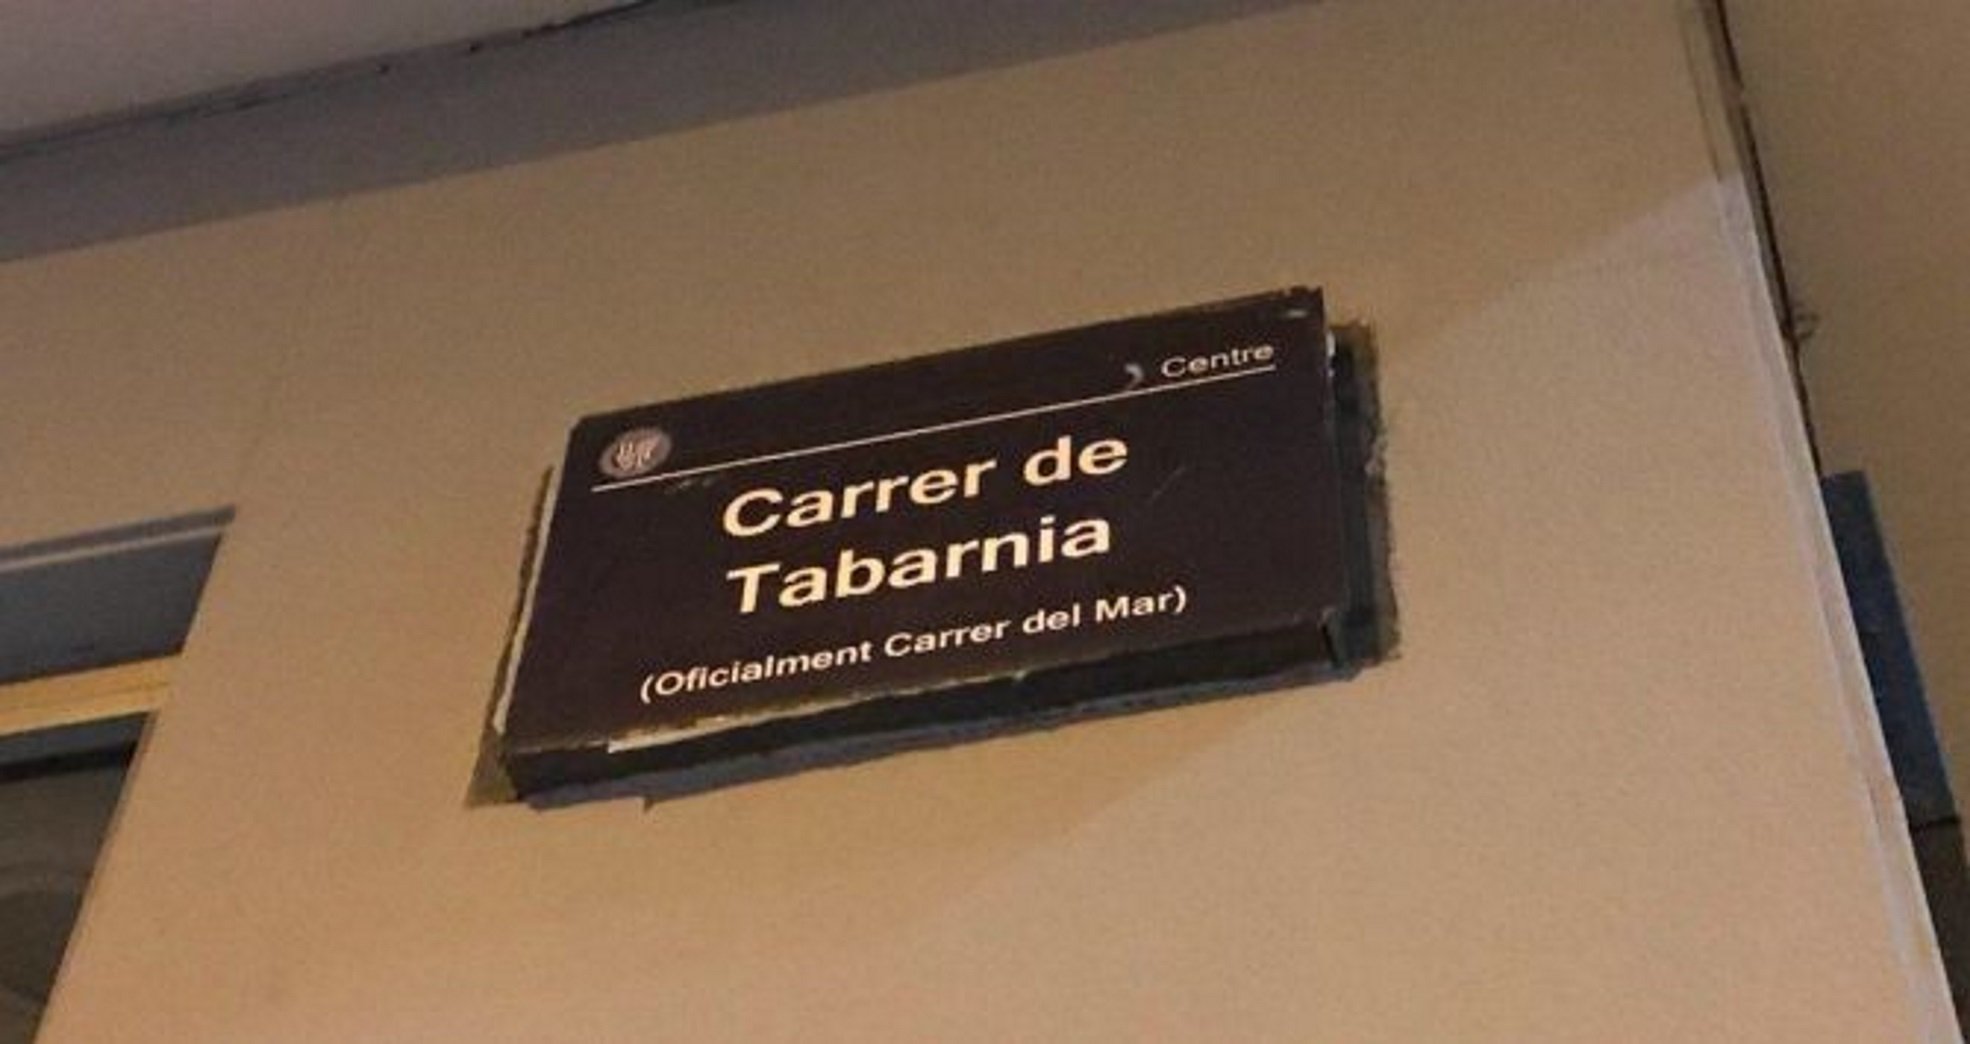 Centre
Carrer de
Tabarnia
(Oficialment Carrer del Mar)